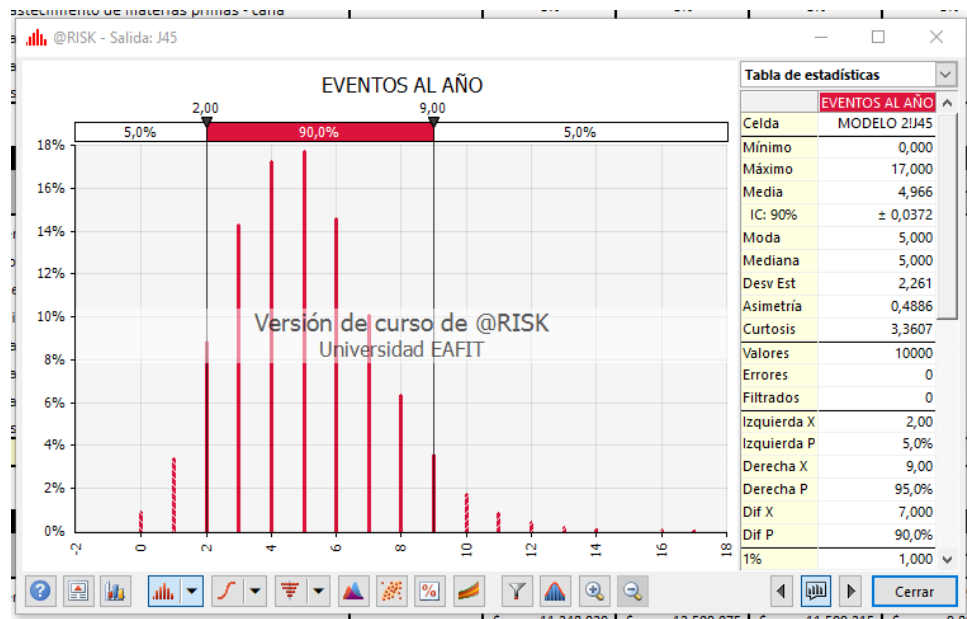 astecimiento de materias primas - caña
@RISK - Salida: J45
EVENTOS AL AÑO
2,00
9,00
5,0%
90,0%
5,0%
18%
16%
14%
12%
10%
8%
6%
4%
2%
0%
-2
0
2
4
6
8
10
12
14
16
18
Versión de curso de @RISK
Universidad EAFIT
Tabla de estadísticas
EVENTOS AL AÑO
Celda MODELO 2!J45
Mínimo 0,000
Máximo 17,000
Media 4,966
IC: 90% ± 0,0372
Moda 5,000
Mediana 5,000
Desv Est 2,261
Asimetría 0,4886
Curtosis 3,3607
Valores 10000
Errores 0
Filtrados 0
Izquierda X 2,00
Izquierda P 5,0%
Derecha X 9,00
Derecha P 95,0%
Dif X 7,000
Dif P 90,0%
1% 1,000
Cerrar